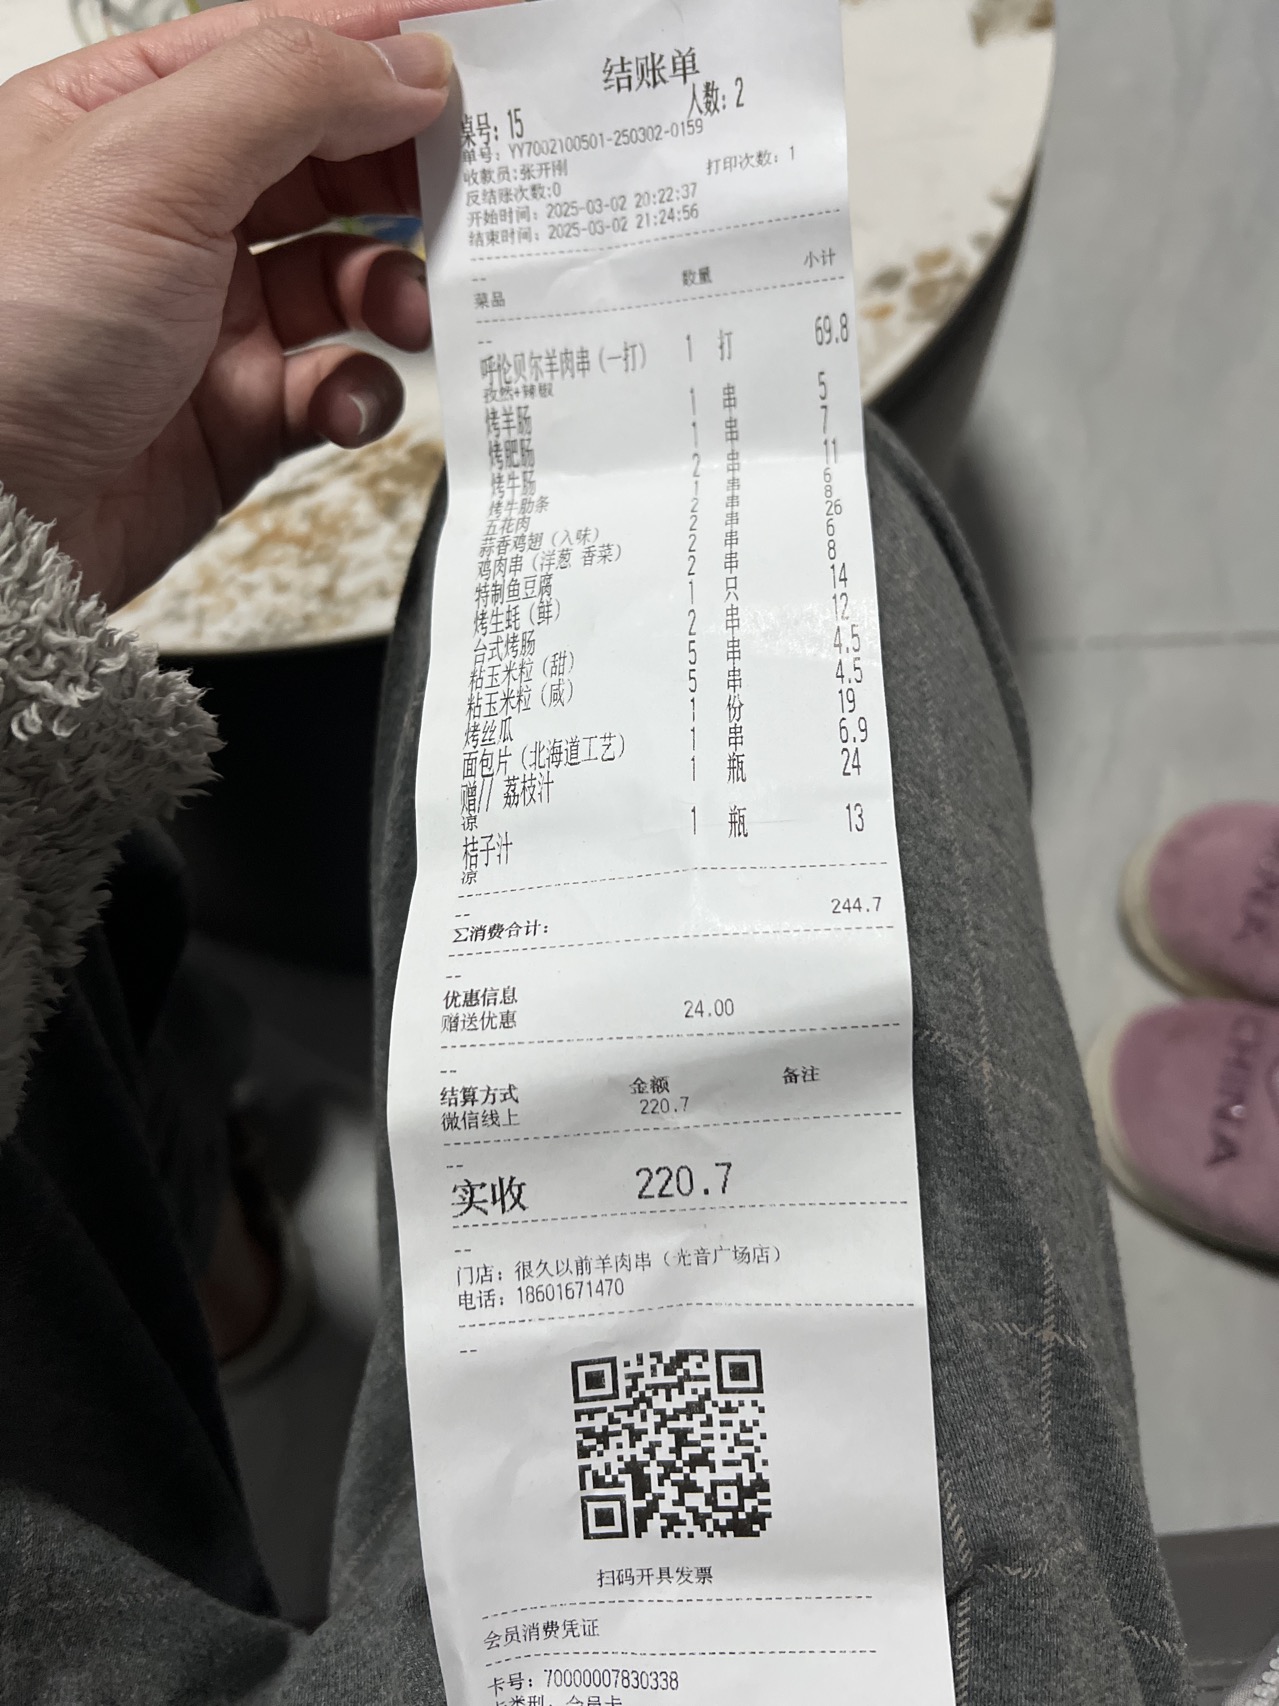 结账单
桌号：15 人数：2
单号：YY7002100501-250302-0159
收款员:张开刚 打印次数：1
反结账次数:0
开始时间：2025-03-02 20:22:37
结束时间：2025-03-02 21:24:56
--
菜品 数量 小计
--
呼伦贝尔羊肉串（一打） 1 打 69.8
孜然+辣椒
烤羊肠 1 串 5
烤肥肠 1 串 7
烤牛肠 2 串 11
烤牛肋条 1 串 6
五花肉 2 串 8
蒜香鸡翅（入味） 2 串 26
鸡肉串（洋葱 香菜） 2 串 6
特制鱼豆腐 2 串 8
烤生蚝（鲜） 1 只 14
台式烤肠 2 串 12
粘玉米粒（甜） 5 串 4.5
粘玉米粒（咸） 5 串 4.5
烤丝瓜 1 份 19
面包片（北海道工艺） 1 串 6.9
赠// 荔枝汁 1 瓶 24
凉
桔子汁 1 瓶 13
凉
--
Σ消费合计： 244.7
--
优惠信息
赠送优惠 24.00
--
结算方式 金额 备注
微信线上 220.7
--
实收 220.7
--
门店：很久以前羊肉串（光音广场店）
电话：18601671470
--
扫码开具发票
会员消费凭证
卡号：70000007830338
卡类型：会员卡
CHINA